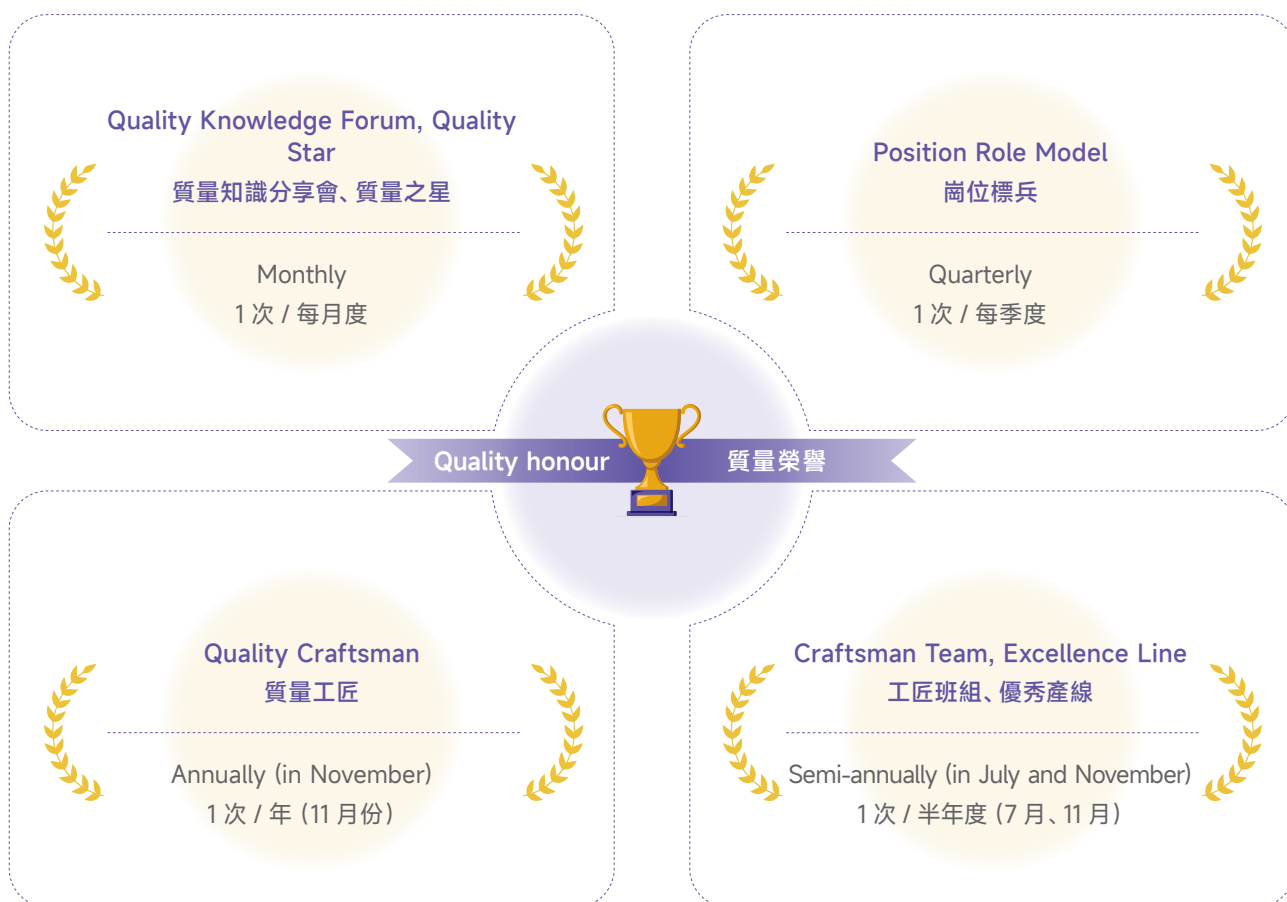 Quality Knowledge Forum, Quality
Star
質量知識分享會、質量之星
Monthly
1 次 / 每月度
Position Role Model
崗位標兵
Quarterly
1 次 / 每季度
Quality honour
質量榮譽
Quality Craftsman
質量工匠
Annually (in November)
1 次 / 年 (11 月份)
Craftsman Team, Excellence Line
工匠班組、優秀產線
Semi-annually (in July and November)
1 次 / 半年度 (7 月、11 月)